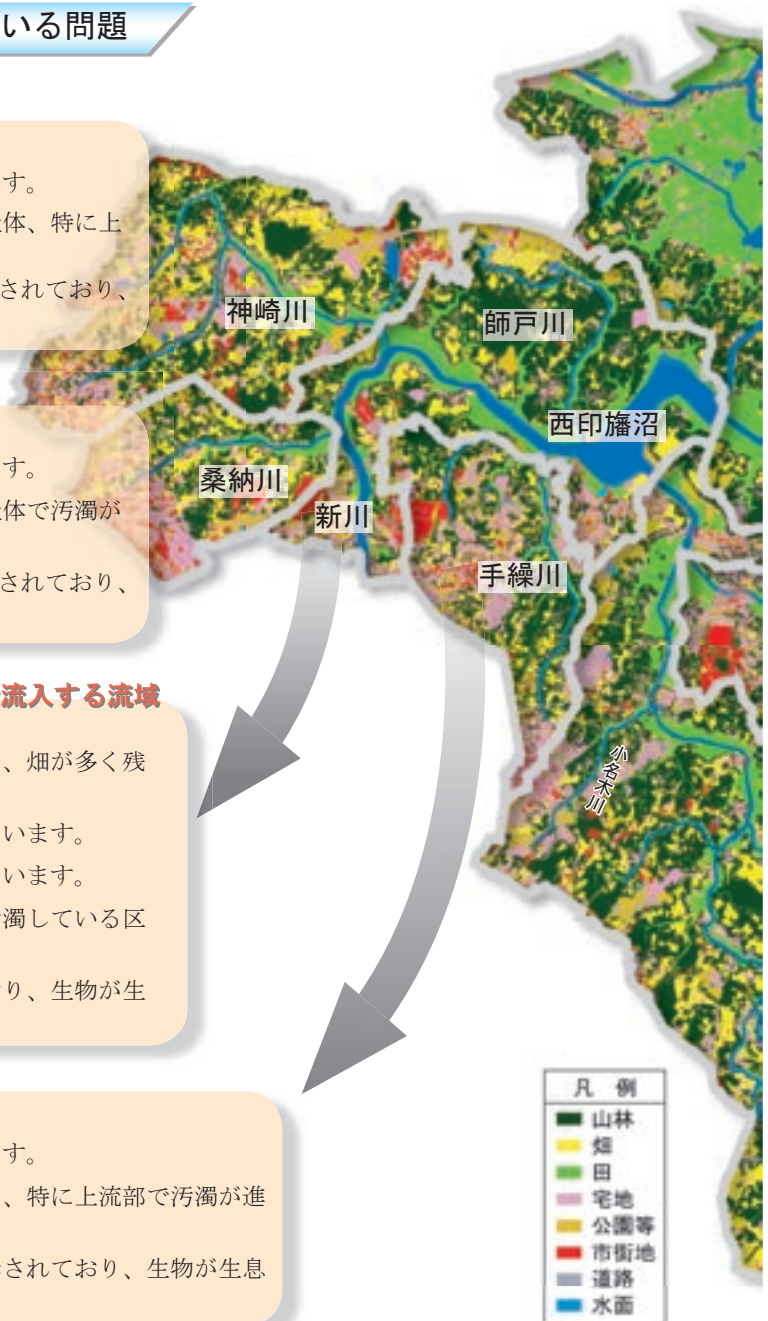 いる問題
す。
体、特に上
されており、
す。
体で汚濁が
されており、
流入する流域
、畑が多く残
います。
います。
濁している区
り、生物が生
す。
、特に上流部で汚濁が進
されており、生物が生息
神崎川
師戸川
西印旛沼
桑納川
新川
手繰川
小名木川
凡 例
山林
畑
田
宅地
公園等
市街地
道路
水面